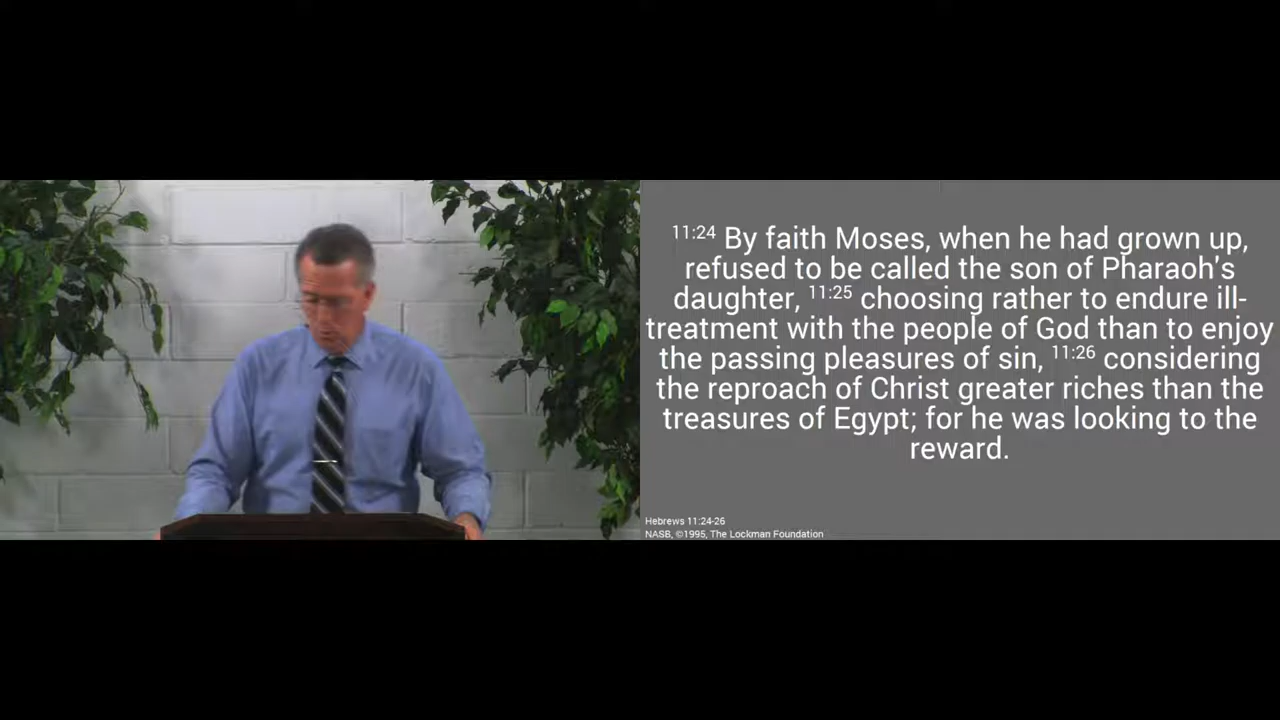 11:24 By faith Moses, when he had grown up,
refused to be called the son of Pharaoh's
daughter, 11:25 choosing rather to endure ill-
treatment with the people of God than to enjoy
the passing pleasures of sin, 11:26 considering
the reproach of Christ greater riches than the
treasures of Egypt; for he was looking to the
reward.
Hebrews 11:24-26
NASB, ©1995, The Lockman Foundation